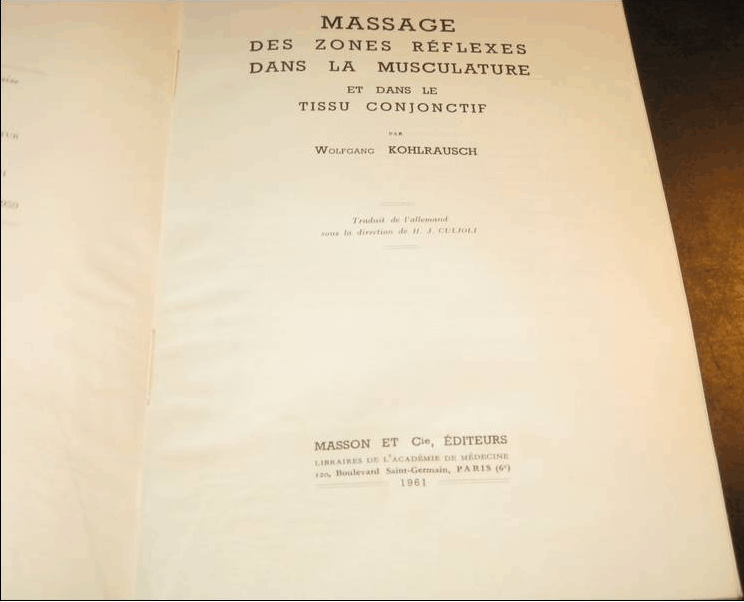 MASSAGE
DES ZONES RÉFLEXES
DANS LA MUSCULATURE
ET DANS LE
TISSU CONJONCTIF
PAR
WOLFGANG KOHLRAUSCH
Traduit de l'allemand
sous la direction de H. J. CULIOLI
MASSON ET Cie, ÉDITEURS
LIBRAIRES DE L'ACADÉMIE DE MÉDECINE
120, Boulevard Saint-Germain, PARIS (6e)
1961